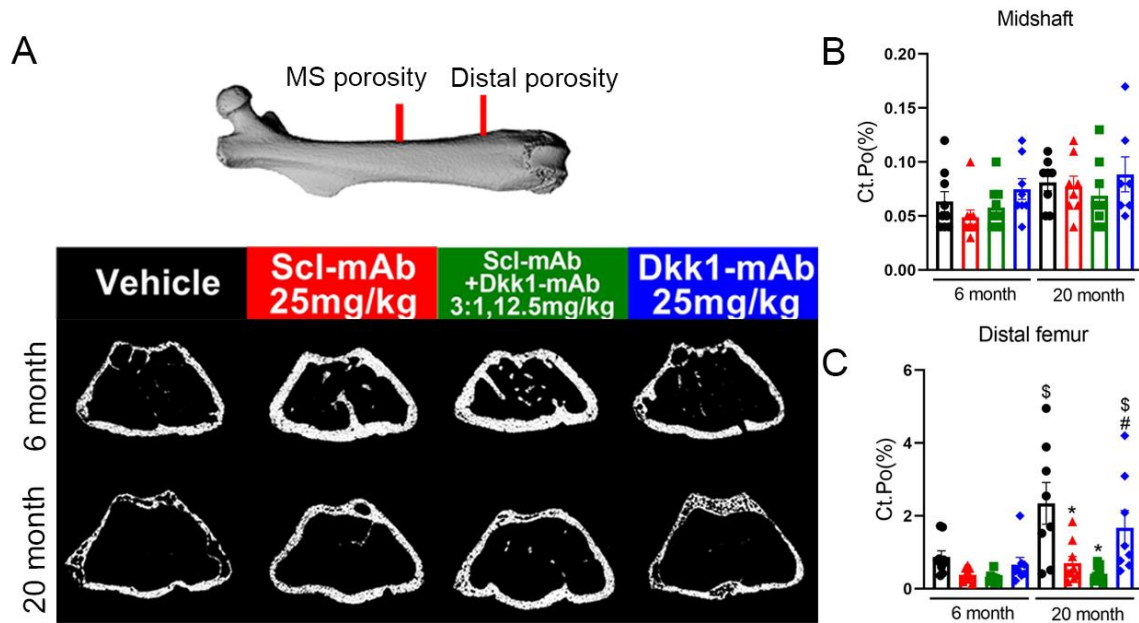 A
MS porosity
Distal porosity
Vehicle
Scl-mAb
25mg/kg
Scl-mAb
+Dkk1-mAb
3:1,12.5mg/kg
Dkk1-mAb
25mg/kg
6 month
20 month
B
Midshaft
Ct.Po(%)
0.20
0.15
0.10
0.05
0.00
6 month
20 month
C
Distal femur
Ct.Po(%)
6
4
2
0
$
*
*
$
#
6 month
20 month